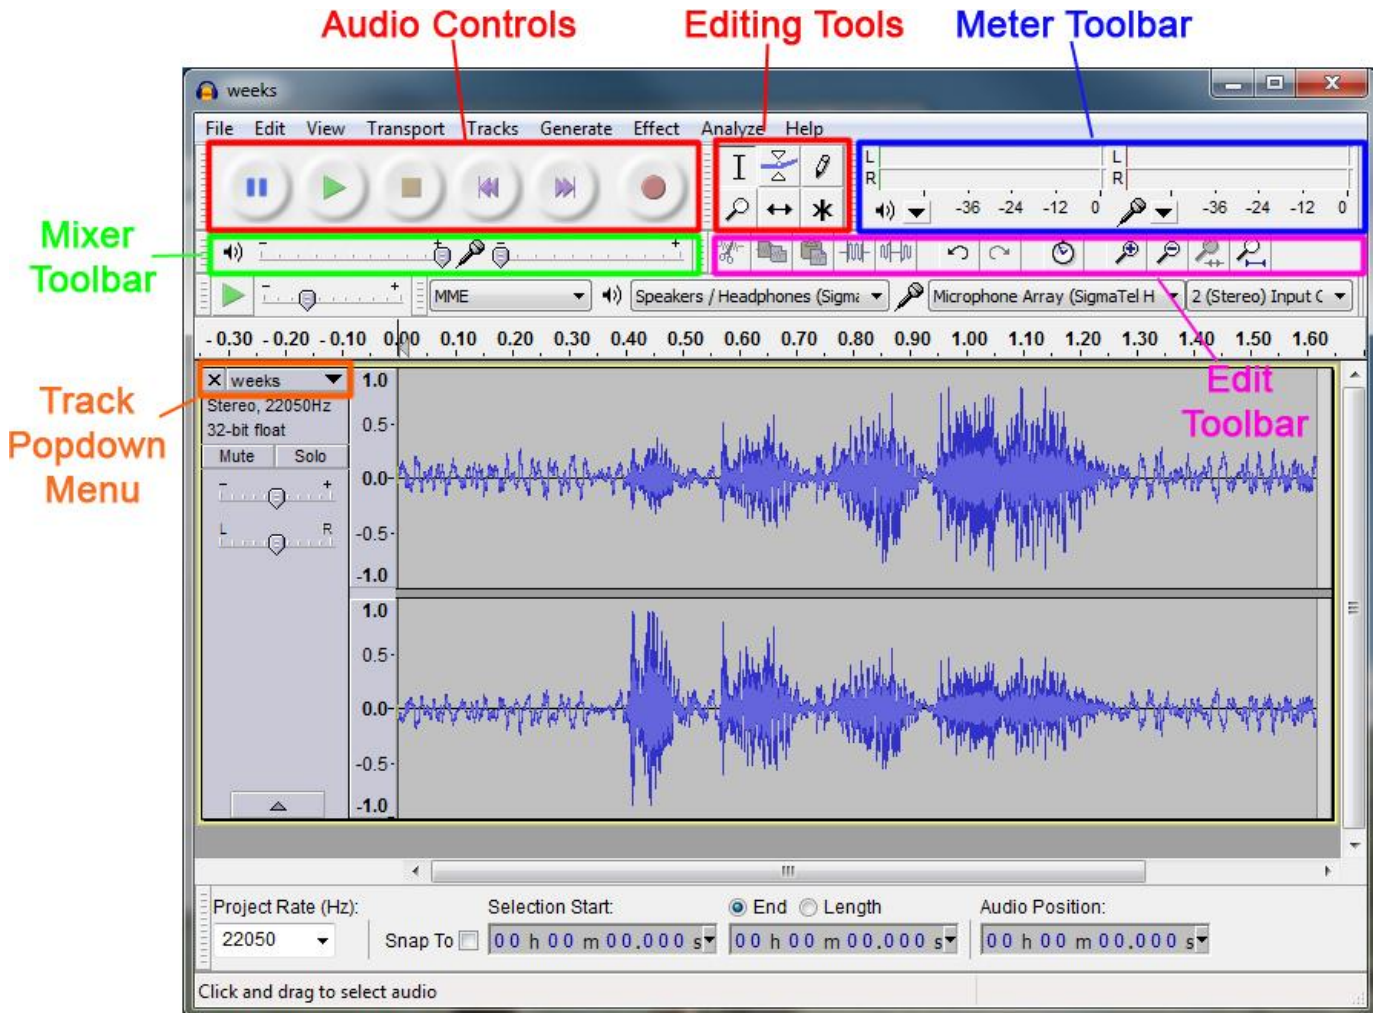 Audio Controls
Editing Tools
Meter Toolbar
weeks
File Edit View Transport Tracks Generate Effect Analyze Help
L
R
L
R
-36 -24 -12 0
-36 -24 -12 0
Mixer
Toolbar
- +
- +
- +
MME
Speakers / Headphones (Sigma
Microphone Array (SigmaTel H
2 (Stereo) Input C
- 0.30 - 0.20 - 0.10 0.00 0.10 0.20 0.30 0.40 0.50 0.60 0.70 0.80 0.90 1.00 1.10 1.20 1.30 1.40 1.50 1.60
Edit
Toolbar
Track
Popdown
Menu
X weeks
Stereo, 22050Hz
32-bit float
Mute Solo
- +
L R
1.0
0.5
0.0
-0.5
-1.0
1.0
0.5
0.0
-0.5
-1.0
Project Rate (Hz):
22050
Snap To
Selection Start:
00 h 00 m 00.000 s
End Length
00 h 00 m 00.000 s
Audio Position:
00 h 00 m 00.000 s
Click and drag to select audio